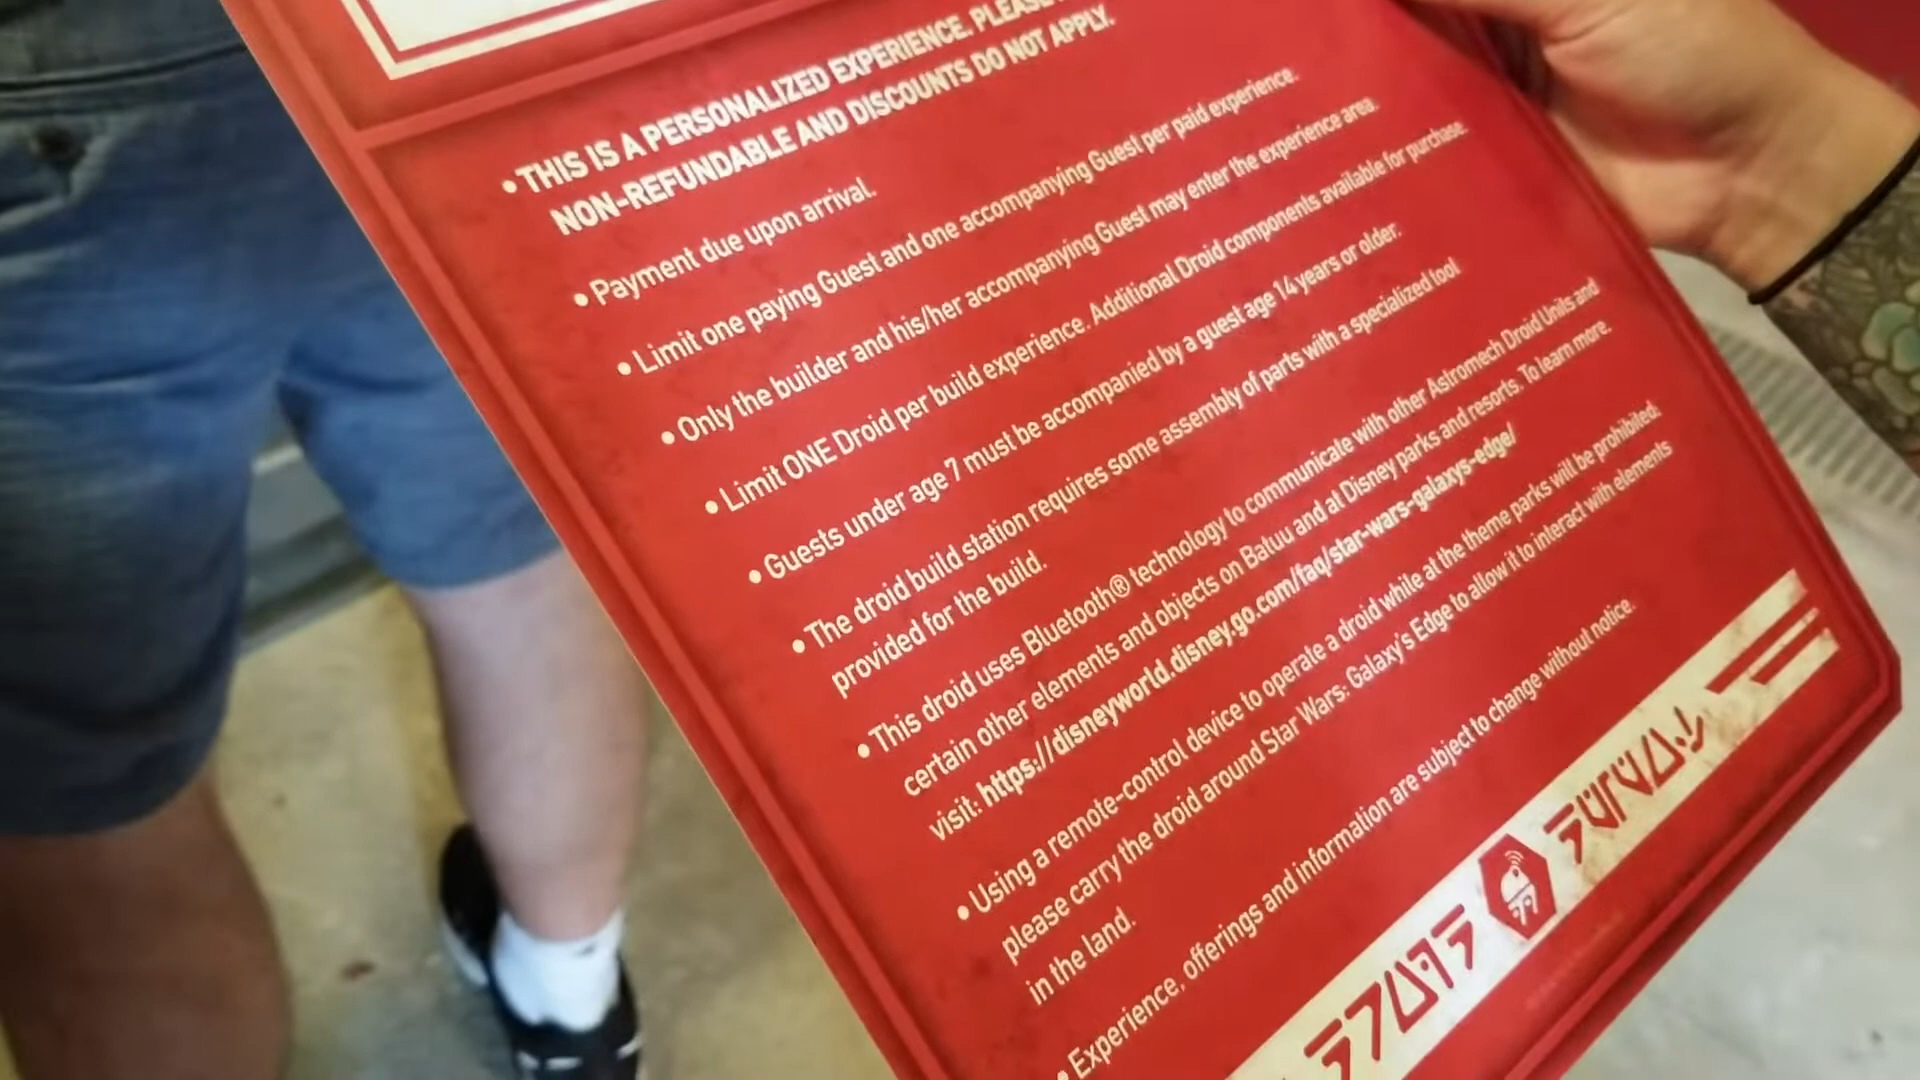 • THIS IS A PERSONALIZED EXPERIENCE. PLEASE
NON-REFUNDABLE AND DISCOUNTS DO NOT APPLY.
• Payment due upon arrival.
• Limit one paying Guest and one accompanying Guest per paid experience.
• Only the builder and his/her accompanying Guest may enter the experience area.
• Limit ONE Droid per build experience. Additional Droid components available for purchase.
• Guests under age 7 must be accompanied by a guest age 14 years or older.
• The droid build station requires some assembly of parts with a specialized tool
provided for the build.
• This droid uses Bluetooth® technology to communicate with other Astromech Droid Units and
certain other elements and objects on Batuu and at Disney parks and resorts. To learn more,
visit: https://disneyworld.disney.go.com/faq/star-wars-galaxys-edge/
• Using a remote-control device to operate a droid while at the theme parks will be prohibited:
please carry the droid around Star Wars: Galaxy's Edge to allow it to interact with elements
in the land.
• Experience, offerings and information are subject to change without notice.